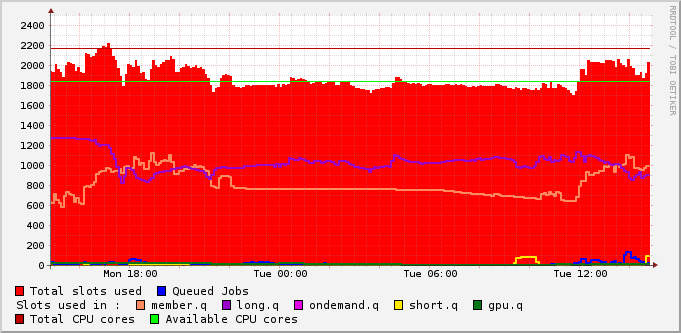 RRDTOOL / TOBI OETIKER
2400
2200
2000
1800
1600
1400
1200
1000
800
600
400
200
0
Mon 18:00 Tue 00:00 Tue 06:00 Tue 12:00
Total slots used Queued Jobs
Slots used in : member.q long.q ondemand.q short.q gpu.q
Total CPU cores Available CPU cores